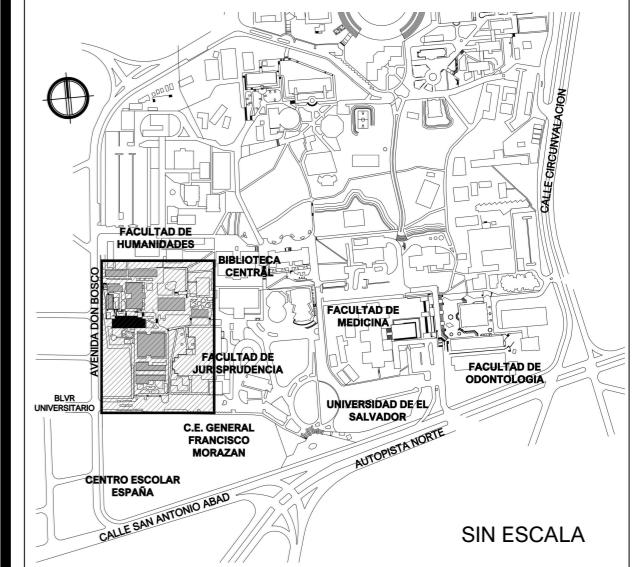 CALLE CIRCUNVALACION
FACULTAD DE
HUMANIDADES
BIBLIOTECA
CENTRAL
AVENIDA DON BOSCO
FACULTAD DE
MEDICINA
FACULTAD DE
JURISPRUDENCIA
FACULTAD DE
ODONTOLOGIA
BLVR
UNIVERSITARIO
UNIVERSIDAD DE EL
SALVADOR
C.E. GENERAL
FRANCISCO
MORAZAN
AUTOPISTA NORTE
CENTRO ESCOLAR
ESPAÑA
CALLE SAN ANTONIO ABAD
SIN ESCALA